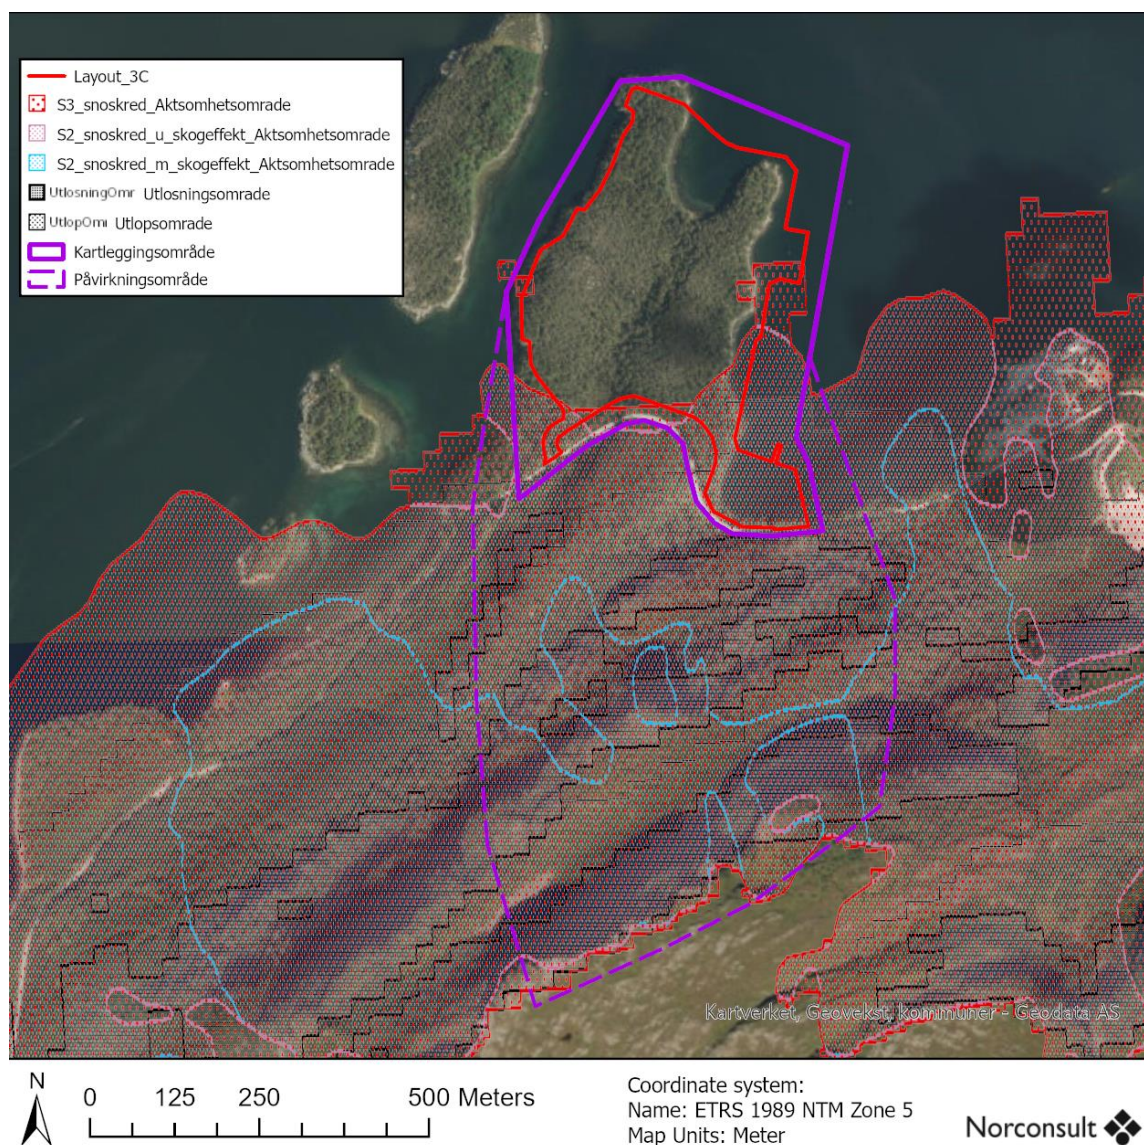 Layout_3C
S3_snoskred_Aktsomhetsomrade
S2_snoskred_u_skogeffekt_Aktsomhetsomrade
S2_snoskred_m_skogeffekt_Aktsomhetsomrade
UtlosningOmr Utlosningsomrade
UtlopOmr Utlopsomrade
Kartleggingsområde
Påvirkningsområde
Kartverket, Geovekst, kommuner - Geodata AS
N
0 125 250 500 Meters
Coordinate system:
Name: ETRS 1989 NTM Zone 5
Map Units: Meter
Norconsult